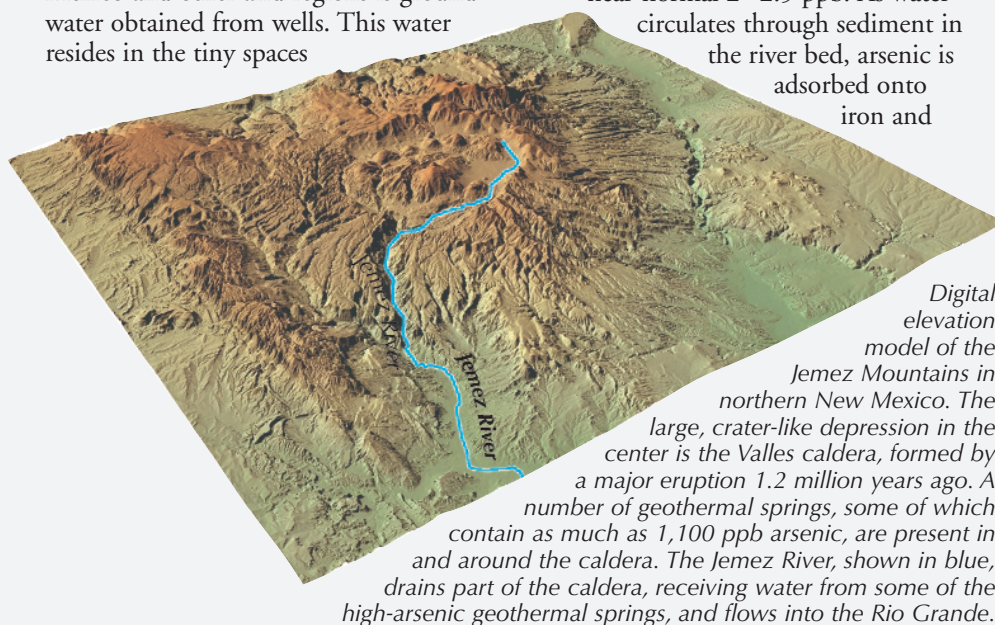 water obtained from wells. This water
resides in the tiny spaces
circulates through sediment in
the river bed, arsenic is
adsorbed onto
iron and
Jemez River
Jemez River
Digital
elevation
model of the
Jemez Mountains in
northern New Mexico. The
large, crater-like depression in the
center is the Valles caldera, formed by
a major eruption 1.2 million years ago. A
number of geothermal springs, some of which
contain as much as 1,100 ppb arsenic, are present in
and around the caldera. The Jemez River, shown in blue,
drains part of the caldera, receiving water from some of the
high-arsenic geothermal springs, and flows into the Rio Grande.